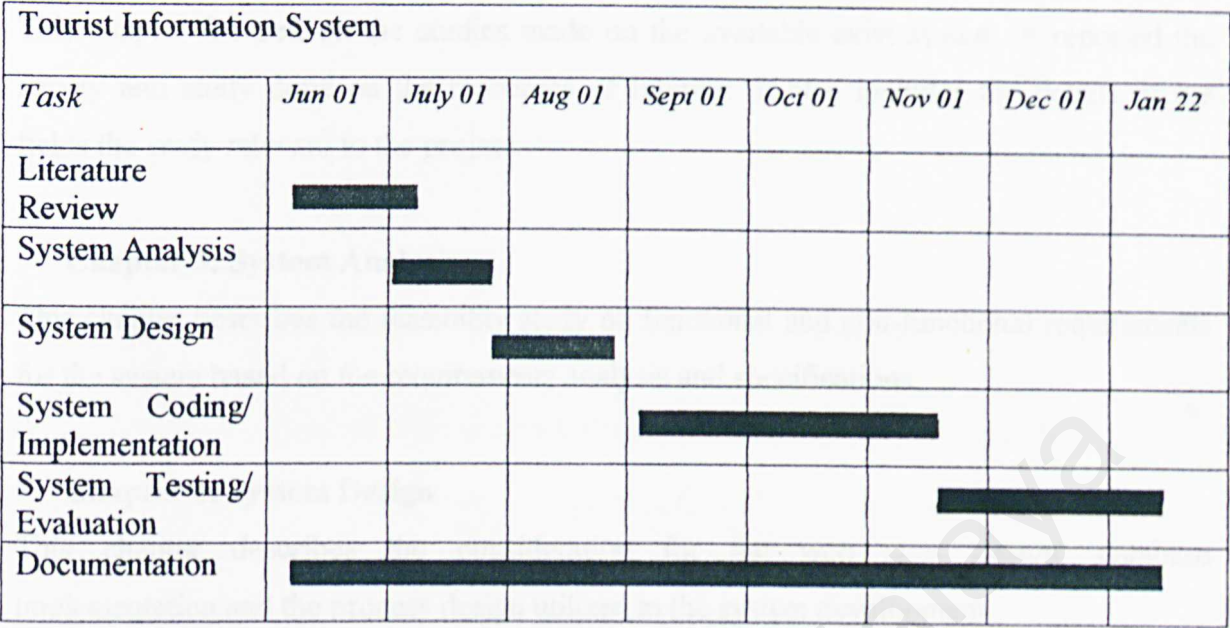 Tourist Information System
Task Jun 01 July 01 Aug 01 Sept 01 Oct 01 Nov 01 Dec 01 Jan 22
Literature
Review
System Analysis
System Design
System Coding/
Implementation
System Testing/
Evaluation
Documentation